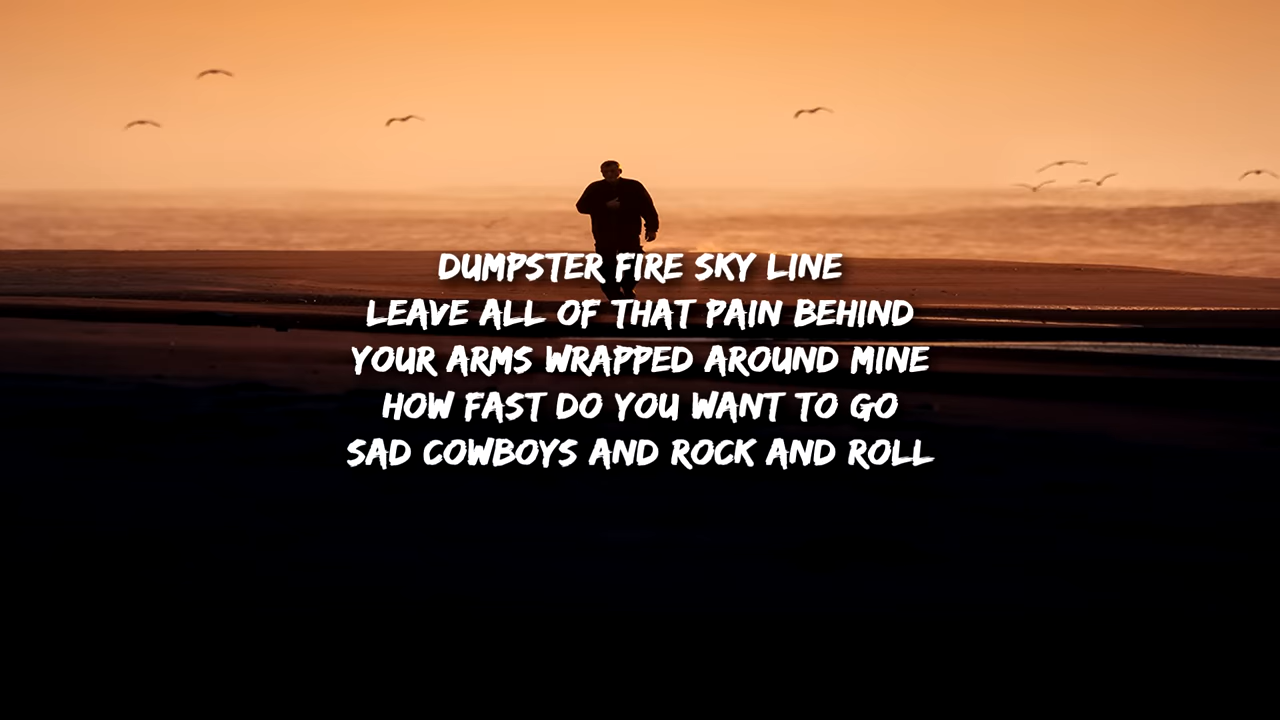 DUMPSTER FIRE SKY LINE
LEAVE ALL OF THAT PAIN BEHIND
YOUR ARMS WRAPPED AROUND MINE
HOW FAST DO YOU WANT TO GO
SAD COWBOYS AND ROCK AND ROLL